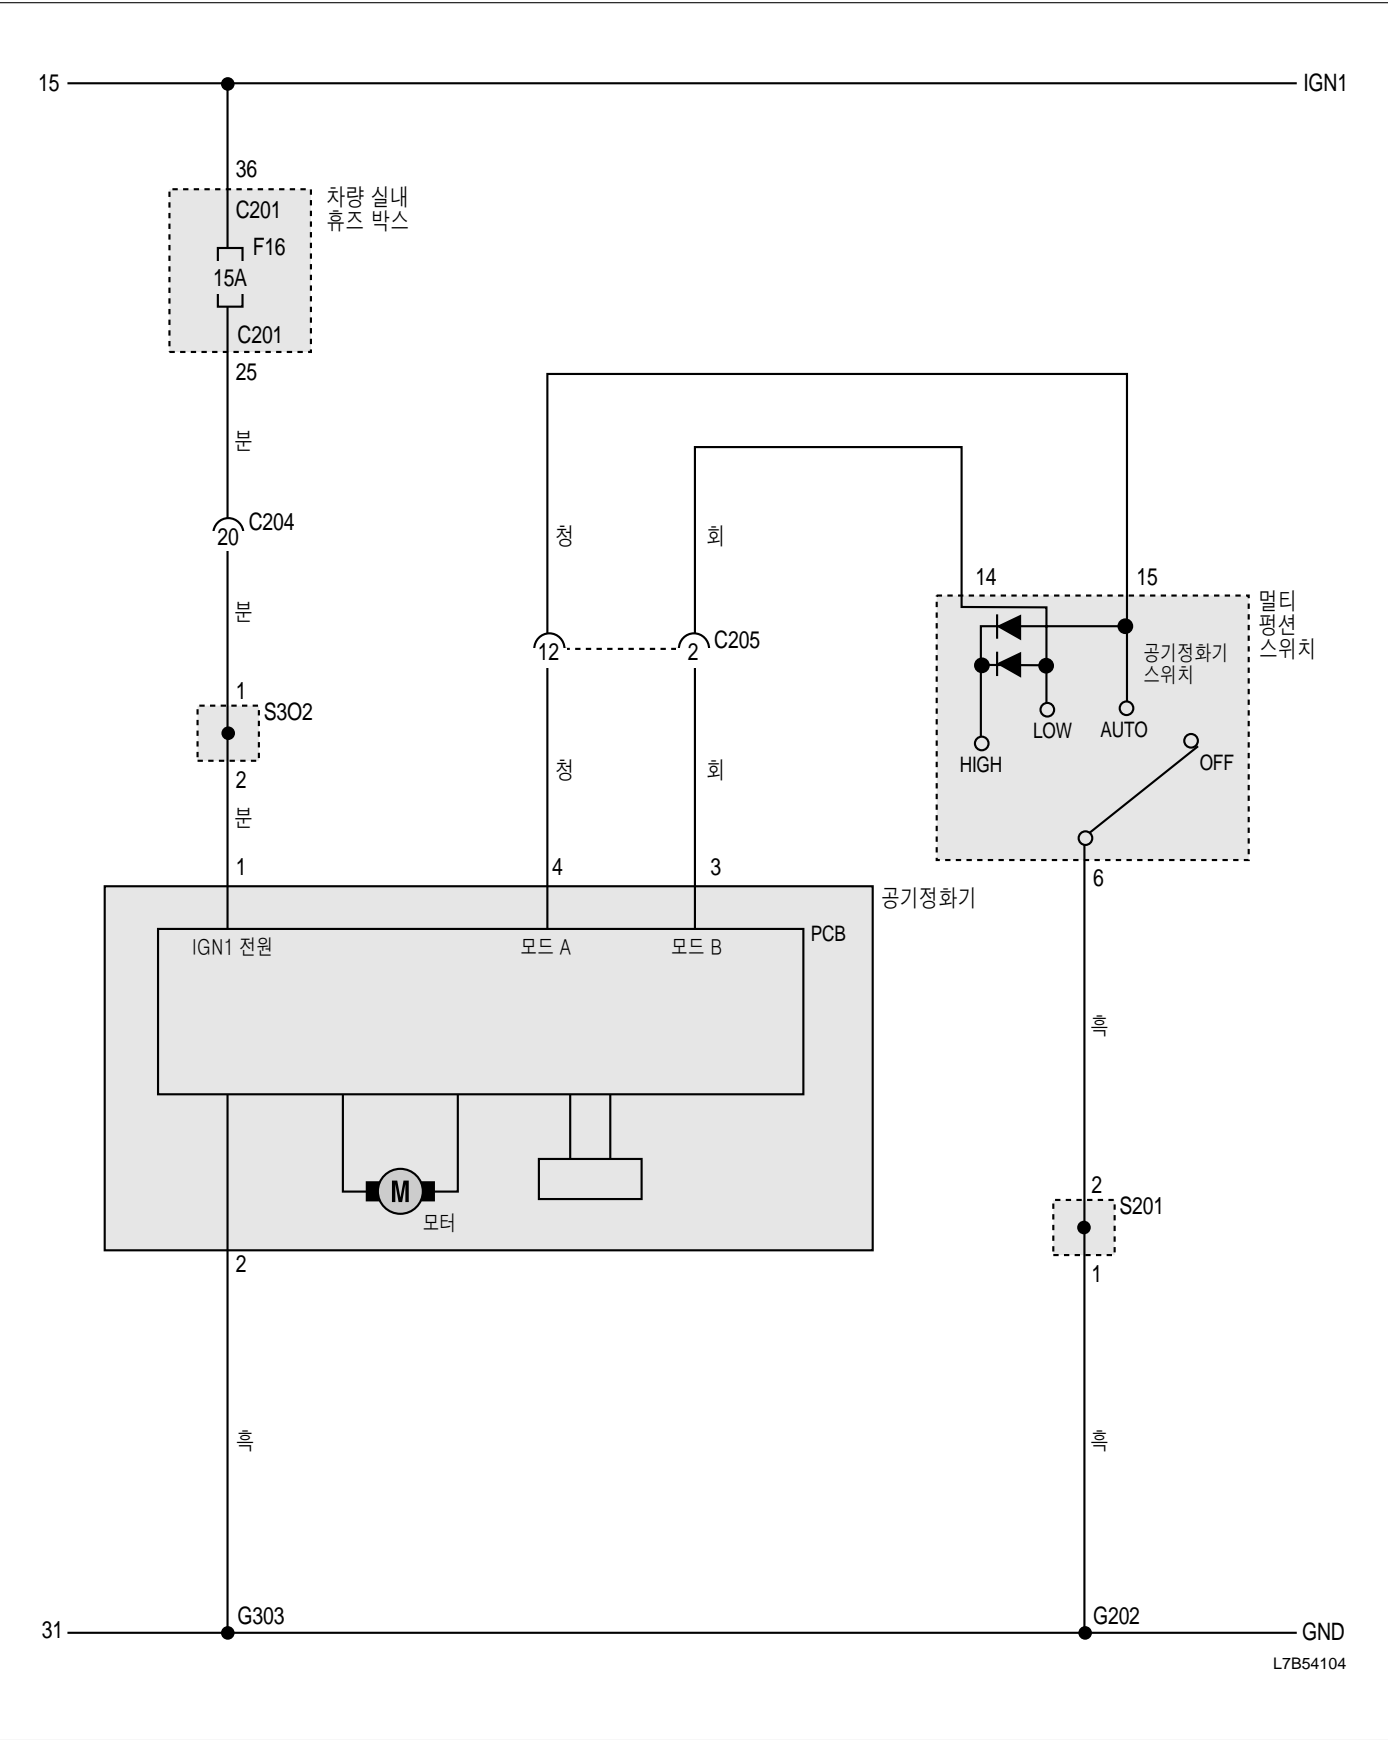 15
IGN1
36
차량 실내
휴즈 박스
C201
F16
15A
C201
25
분
C204
20
청
회
14
15
멀티
펑션
스위치
분
12
2
C205
공기정화기
스위치
1
S3O2
LOW
AUTO
HIGH
OFF
2
청
회
분
1
4
3
6
공기정화기
IGN1 전원
모드 A
모드 B
PCB
흑
M
모터
2
S201
2
1
흑
흑
G303
G202
31
GND
L7B54104